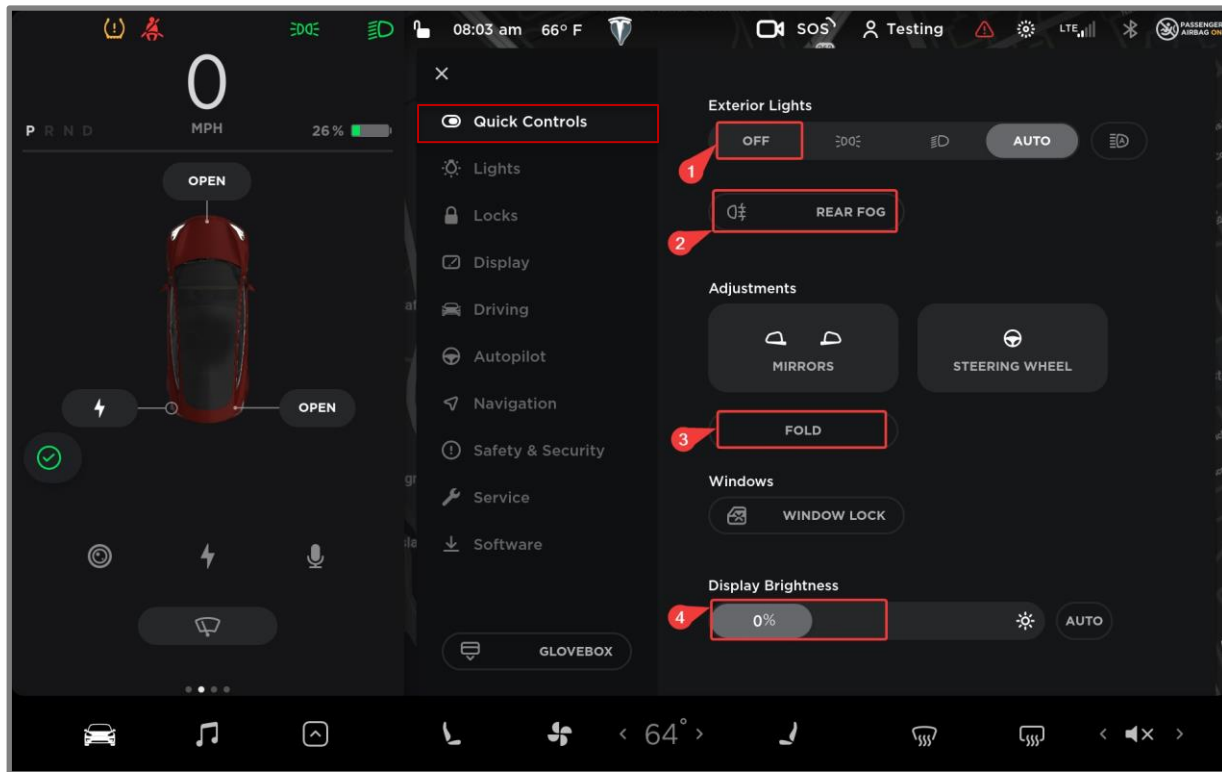 08:03 am 66° F SOS Testing LTE PASSENGER AIRBAG ON
0
MPH
P R N D 26 %
OPEN
OPEN
Quick Controls
Lights
Locks
Display
Driving
Autopilot
Navigation
Safety & Security
Service
Software
GLOVEBOX
Exterior Lights
OFF AUTO
1
REAR FOG
2
Adjustments
MIRRORS STEERING WHEEL
FOLD
3
Windows
WINDOW LOCK
Display Brightness
4 0% AUTO
64°